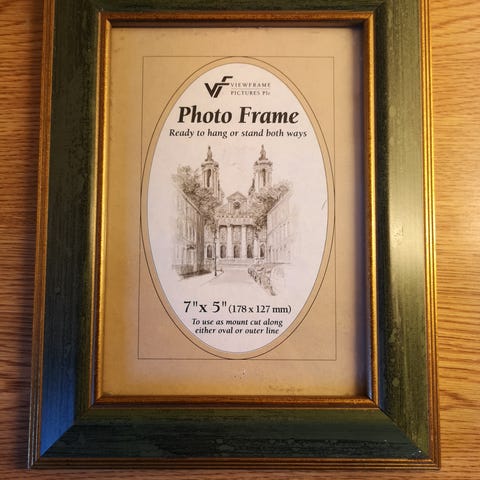 VF VIEWFRAME
PICTURES Plc
Photo Frame
Ready to hang or stand both ways
7" x 5" (178 x 127 mm)
To use as mount cut along
either oval or outer line